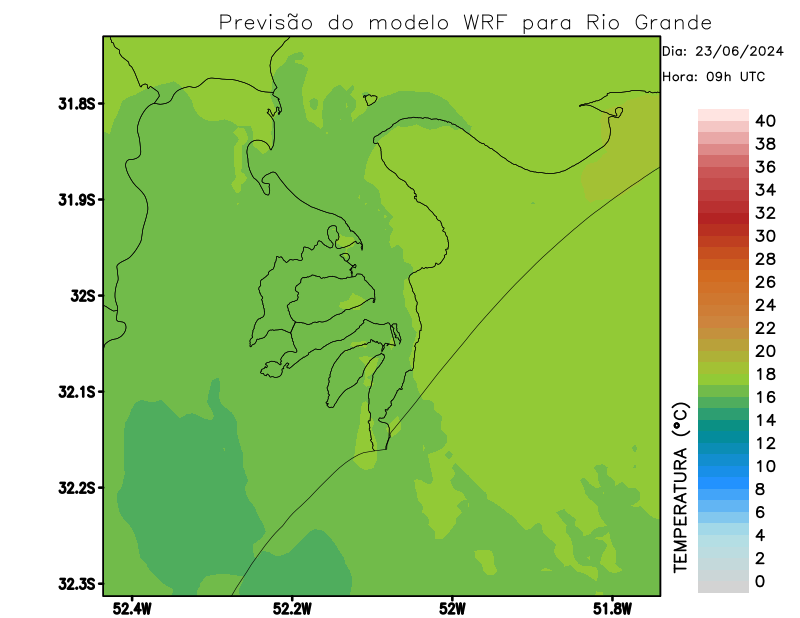 Previsão do modelo WRF para Rio Grande
Dia: 23/06/2024
Hora: 09h UTC
31.8S
31.9S
32S
32.1S
32.2S
32.3S
52.4W
52.2W
52W
51.8W
40
38
36
34
32
30
28
26
24
22
20
18
16
14
12
10
8
6
4
2
0
TEMPERATURA (°C)